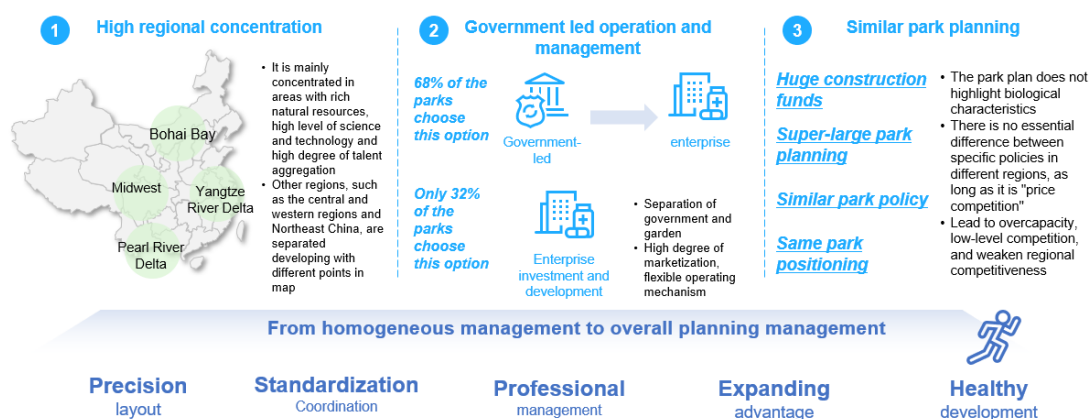 1
High regional concentration
Bohai Bay
Midwest
Yangtze
River Delta
Pearl River
Delta
• It is mainly
concentrated in
areas with rich
natural resources,
high level of science
and technology and
high degree of talent
aggregation
• Other regions, such
as the central and
western regions and
Northeast China, are
separated
developing with
different points in
map
2
Government led operation and
management
68% of the
parks
choose
this option
Government-
led
enterprise
Only 32%
of the
parks
choose
this option
Enterprise
investment and
development
• Separation of
government and
garden
• High degree of
marketization,
flexible operating
mechanism
3
Similar park planning
Huge construction
funds
Super-large park
planning
Similar park policy
Same park
positioning
• The park plan does not
highlight biological
characteristics
• There is no essential
difference between
specific policies in
different regions, as
long as it is "price
competition"
• Lead to overcapacity,
low-level competition,
and weaken regional
competitiveness
From homogeneous management to overall planning management
Precision
layout
Standardization
Coordination
Professional
management
Expanding
advantage
Healthy
development